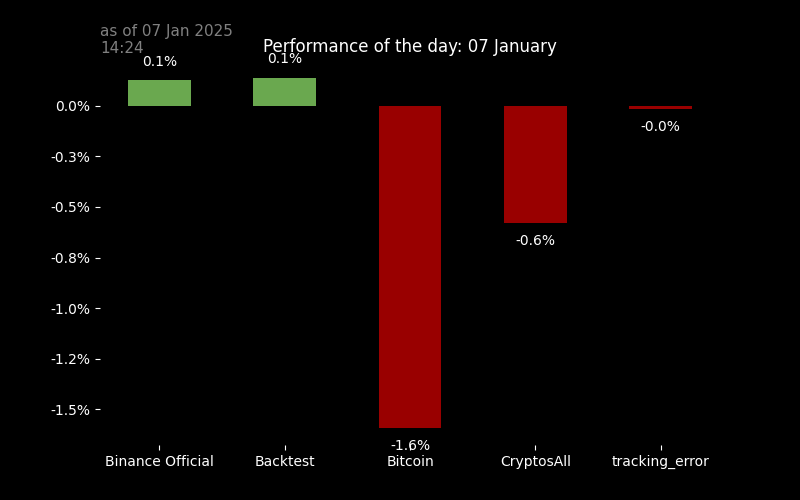 as of 07 Jan 2025
14:24
Performance of the day: 07 January
0.1%
0.1%
0.0%
-0.3%
-0.5%
-0.8%
-1.0%
-1.2%
-1.5%
-0.0%
-0.6%
-1.6%
Binance Official
Backtest
Bitcoin
CryptosAll
tracking_error